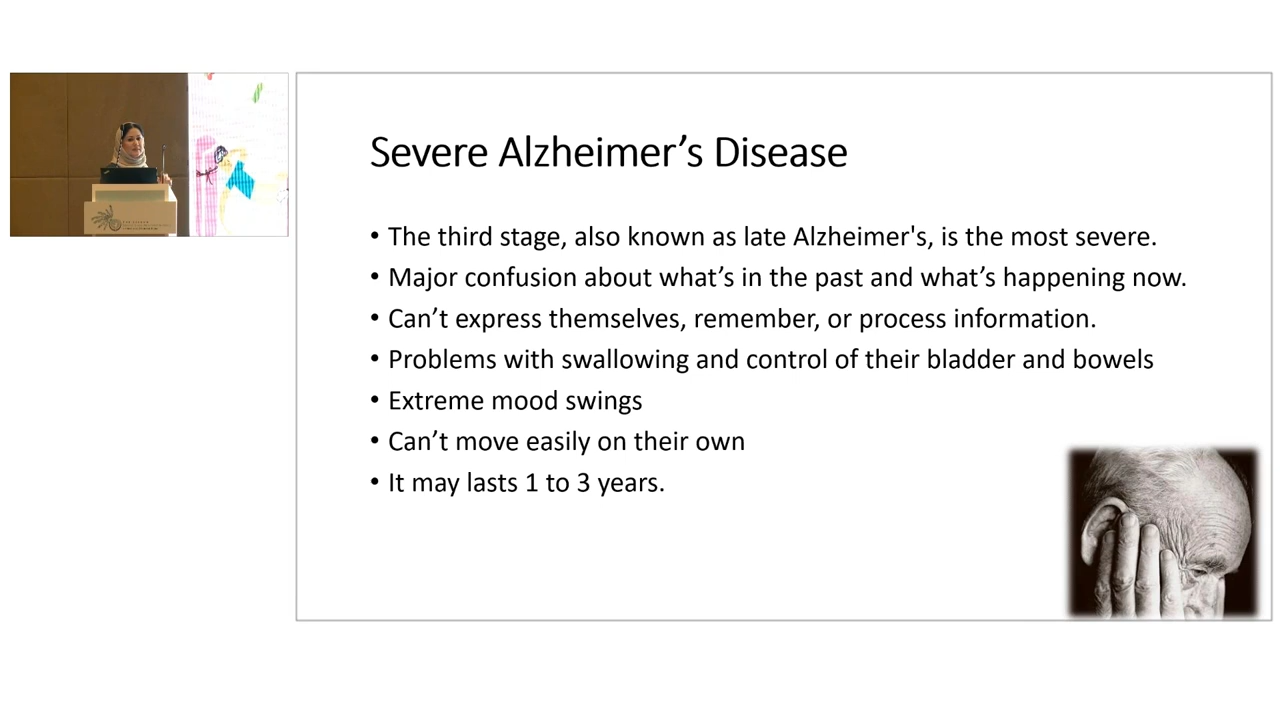 Severe Alzheimer’s Disease
• The third stage, also known as late Alzheimer's, is the most severe.
• Major confusion about what’s in the past and what’s happening now.
• Can’t express themselves, remember, or process information.
• Problems with swallowing and control of their bladder and bowels
• Extreme mood swings
• Can’t move easily on their own
• It may lasts 1 to 3 years.